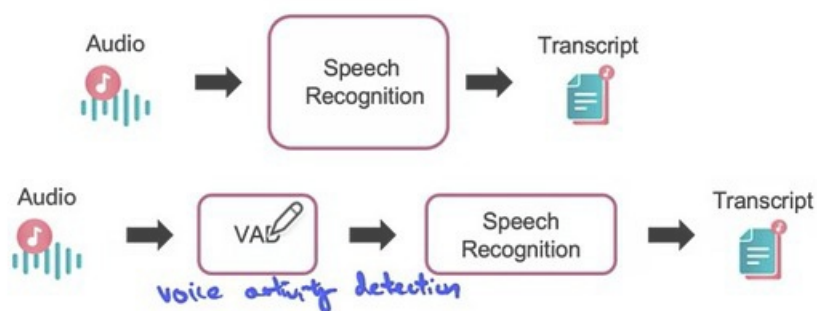 Audio
Speech
Recognition
Transcript
Audio
VAD
Speech
Recognition
Transcript
voice activity detection